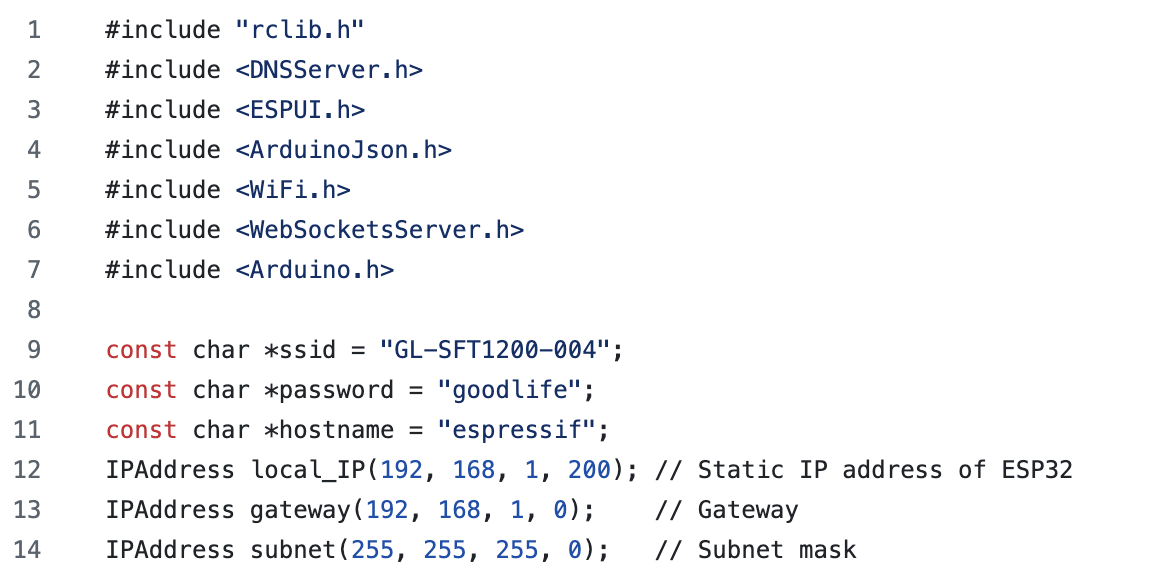 1 #include "rclib.h"
2 #include <DNSServer.h>
3 #include <ESPUI.h>
4 #include <ArduinoJson.h>
5 #include <WiFi.h>
6 #include <WebSocketsServer.h>
7 #include <Arduino.h>
8
9 const char *ssid = "GL-SFT1200-004";
10 const char *password = "goodlife";
11 const char *hostname = "espressif";
12 IPAddress local_IP(192, 168, 1, 200); // Static IP address of ESP32
13 IPAddress gateway(192, 168, 1, 0);    // Gateway
14 IPAddress subnet(255, 255, 255, 0);   // Subnet mask